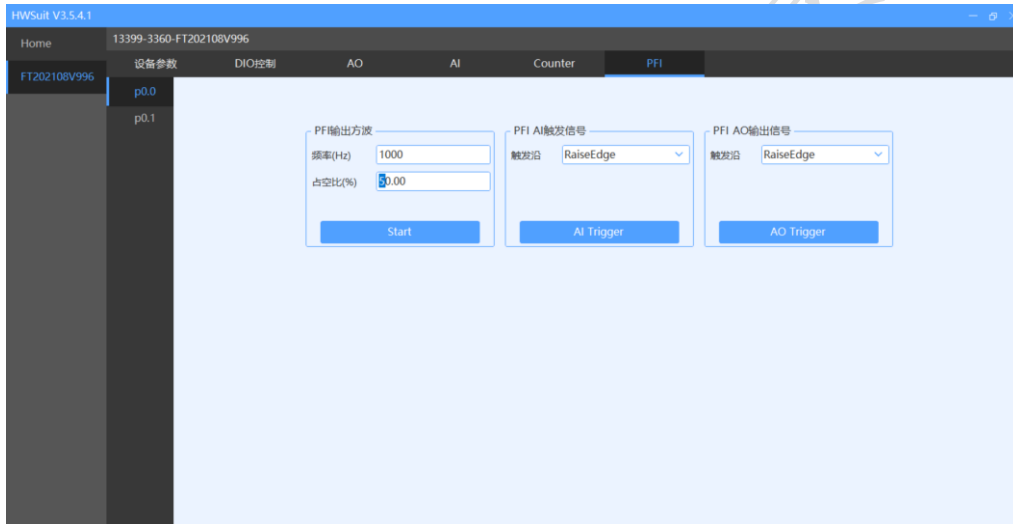 HWSuit V3.5.4.1
Home
13399-3360-FT202108V996
FT202108V996
设备参数 DIO控制 AO AI Counter PFI
p0.0
p0.1
PFI输出方波
频率(Hz) 1000
占空比(%) 50.00
Start
PFI AI触发信号
触发沿 RaiseEdge
AI Trigger
PFI AO输出信号
触发沿 RaiseEdge
AO Trigger